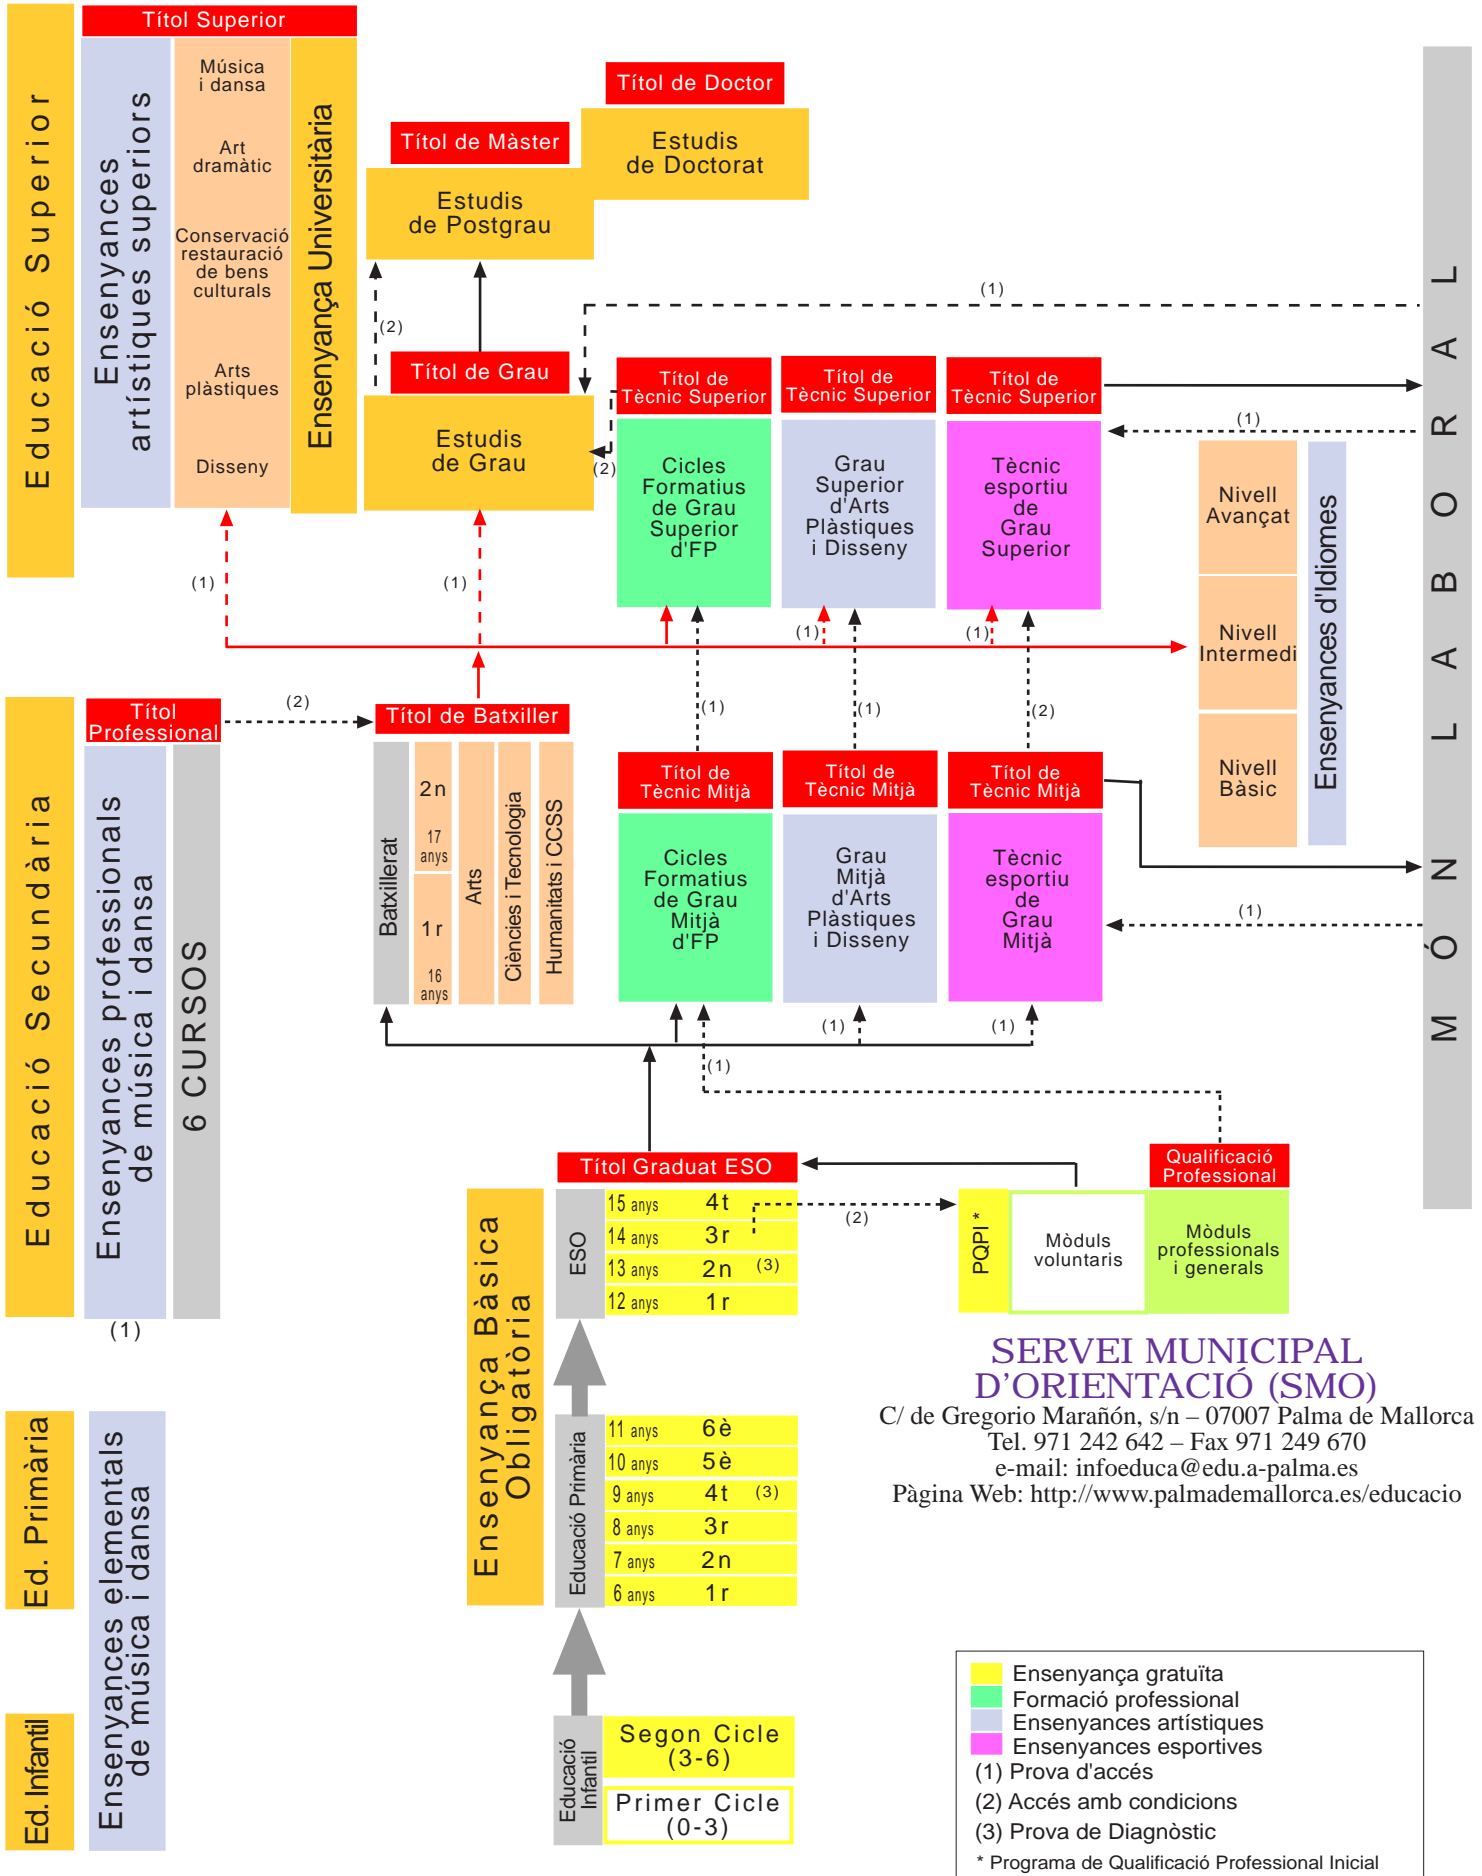 Educació Superior
Títol Superior
Ensenyances
artístiques superiors
Música
i dansa
Art
dramàtic
Conservació
restauració
de bens
culturals
Arts
plàstiques
Disseny
Ensenyança Universitària
Títol de Doctor
Estudis
de Doctorat
Títol de Màster
Estudis
de Postgrau
(2)
(1)
Títol de Grau
Estudis
de Grau
(2)
Títol de
Tècnic Superior
Cicles
Formatius
de Grau
Superior
d'FP
Títol de
Tècnic Superior
Grau
Superior
d'Arts
Plàstiques
i Disseny
Títol de
Tècnic Superior
Tècnic
esportiu
de
Grau
Superior
(1)
Nivell
Avançat
Nivell
Intermedi
Nivell
Bàsic
Ensenyances d'Idiomes
MÓN LABORAL
(1)
(1)
(1)
(1)
Educació Secundària
Títol
Professional
(2)
Ensenyances professionals
de música i dansa
6 CURSOS
(1)
Títol de Batxiller
Batxillerat
2n
17
anys
1r
16
anys
Arts
Ciències i Tecnologia
Humanitats i CCSS
(1)
(1)
(2)
Títol de
Tècnic Mitjà
Cicles
Formatius
de Grau
Mitjà
d'FP
Títol de
Tècnic Mitjà
Grau
Mitjà
d'Arts
Plàstiques
i Disseny
Títol de
Tècnic Mitjà
Tècnic
esportiu
de
Grau
Mitjà
(1)
(1)
(1)
(1)
Títol Graduat ESO
Ensenyança Bàsica
Obligatòria
ESO
15 anys 4t
14 anys 3r
13 anys 2n (3)
12 anys 1r
(2)
PQPI *
Mòduls
voluntaris
Qualificació
Professional
Mòduls
professionals
i generals
SERVEI MUNICIPAL
D'ORIENTACIÓ (SMO)
C/ de Gregorio Marañón, s/n – 07007 Palma de Mallorca
Tel. 971 242 642 – Fax 971 249 670
e-mail: infoeduca@edu.a-palma.es
Pàgina Web: http://www.palmademallorca.es/educacio
Ed. Primària
Ensenyances elementals
de música i dansa
Ed. Infantil
Educació Primària
11 anys 6è
10 anys 5è
9 anys 4t (3)
8 anys 3r
7 anys 2n
6 anys 1r
Educació
Infantil
Segon Cicle
(3-6)
Primer Cicle
(0-3)
Ensenyança gratuïta
Formació professional
Ensenyances artístiques
Ensenyances esportives
(1) Prova d'accés
(2) Accés amb condicions
(3) Prova de Diagnòstic
* Programa de Qualificació Professional Inicial